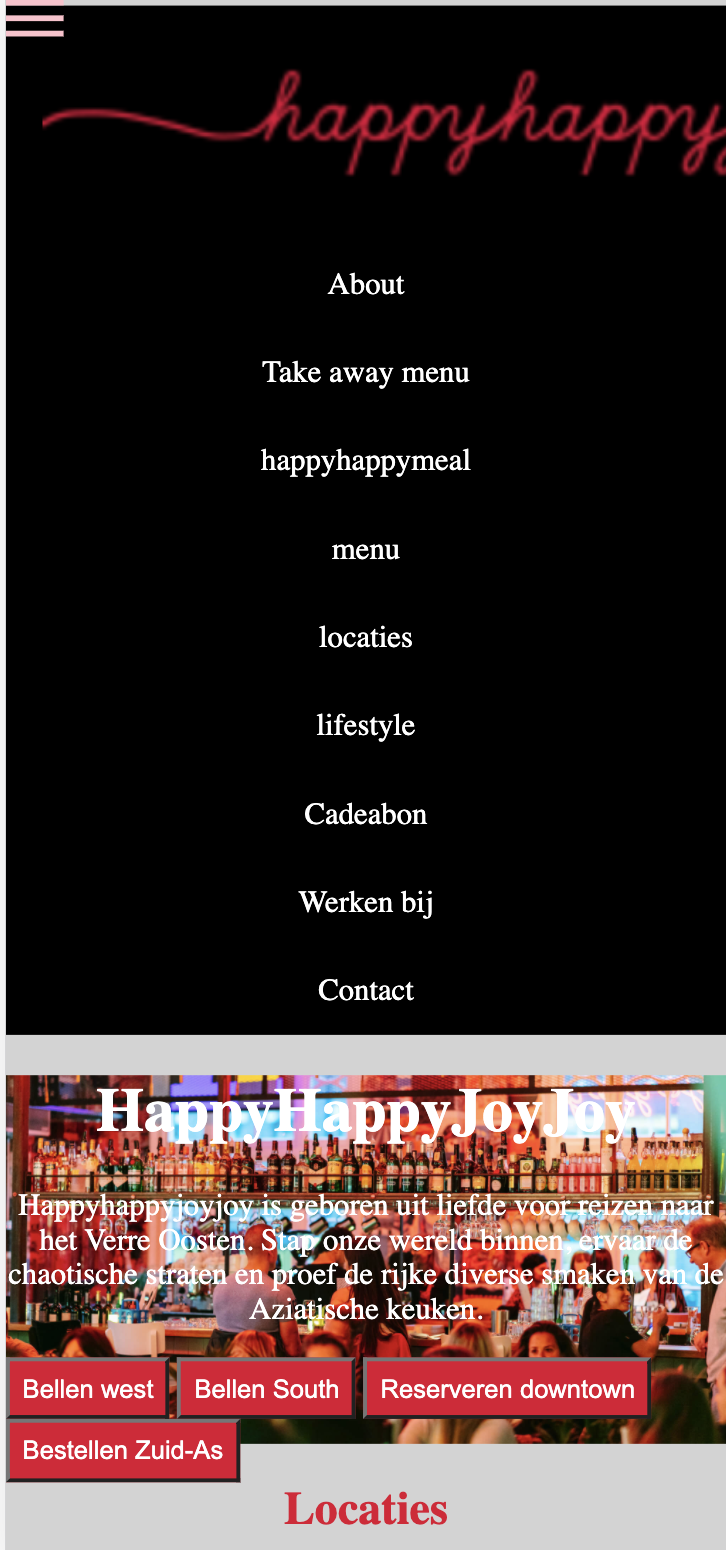 happyhappy
About
Take away menu
happyhappymeal
menu
locaties
lifestyle
Cadeabon
Werken bij
Contact
HappyHappyJoyJoy
Happyhappyjoyjoy is geboren uit liefde voor reizen naar
het Verre Oosten. Stap onze wereld binnen, ervaar de
chaotische straten en proef de rijke diverse smaken van de
Aziatische keuken.
Bellen west
Bellen South
Reserveren downtown
Bestellen Zuid-As
Locaties